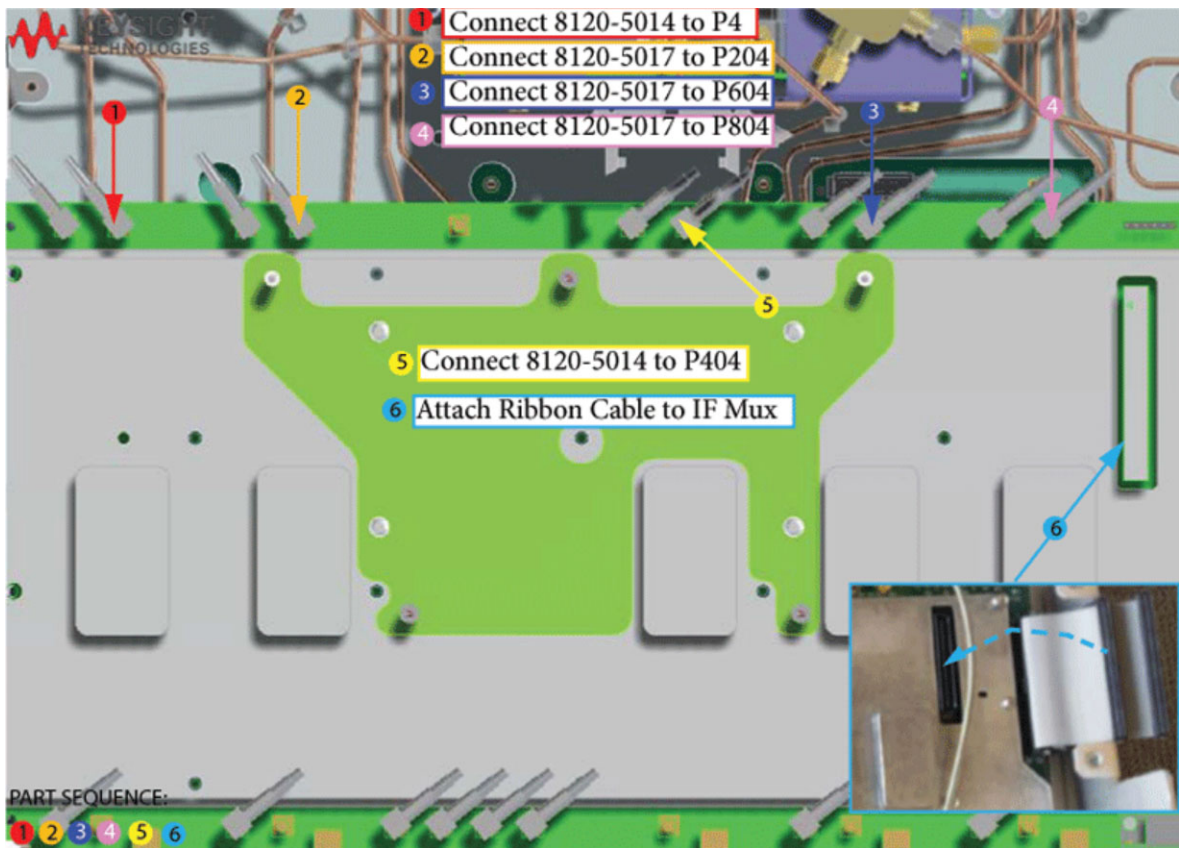 KEYSIGHT
TECHNOLOGIES
1 Connect 8120-5014 to P4
2 Connect 8120-5017 to P204
3 Connect 8120-5017 to P604
4 Connect 8120-5017 to P804
1
2
3
4
5
5 Connect 8120-5014 to P404
6 Attach Ribbon Cable to IF Mux
4
6
PART SEQUENCE:
1 2 3 4 5 6